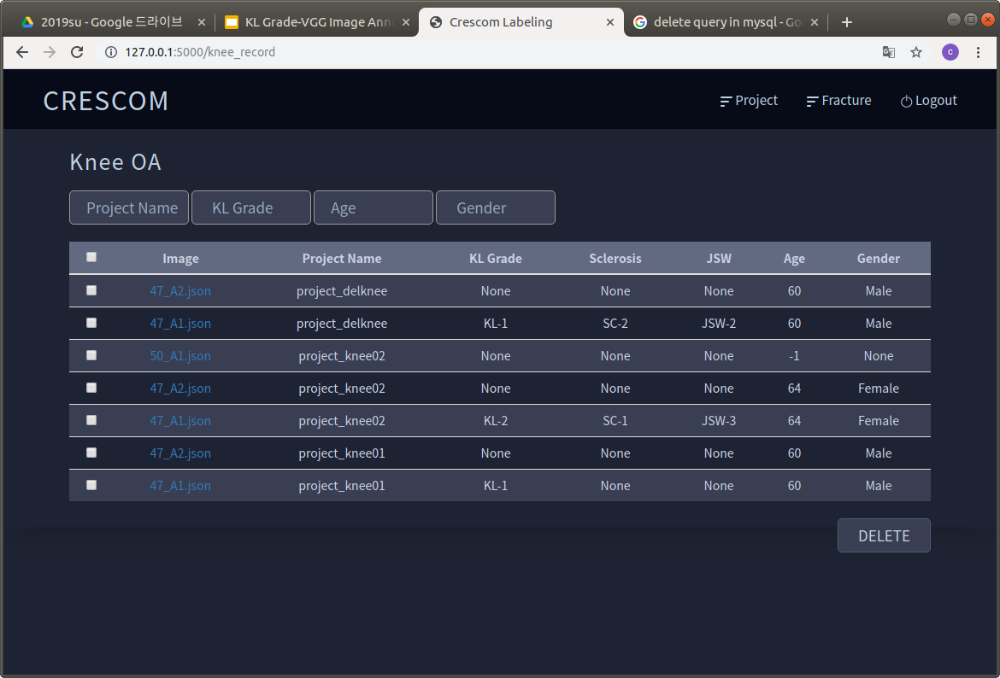 2019su - Google 드라이브
KL Grade-VGG Image Ann
Crescom Labeling
delete query in mysql - Go
127.0.0.1:5000/knee_record
c
CRESCOM
Project
Fracture
Logout
Knee OA
Project Name KL Grade Age Gender
Image Project Name KL Grade Sclerosis JSW Age Gender
47_A2.json project_delknee None None None 60 Male
47_A1.json project_delknee KL-1 SC-2 JSW-2 60 Male
50_A1.json project_knee02 None None None -1 None
47_A2.json project_knee02 None None None 64 Female
47_A1.json project_knee02 KL-2 SC-1 JSW-3 64 Female
47_A2.json project_knee01 None None None 60 Male
47_A1.json project_knee01 KL-1 None None 60 Male
DELETE